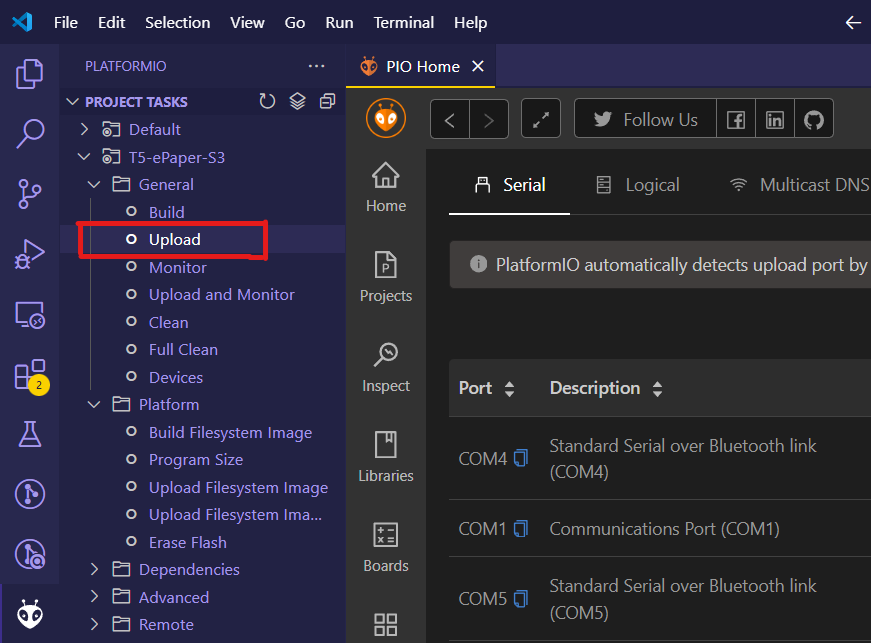 File Edit Selection View Go Run Terminal Help
PLATFORMIO
PIO Home
PROJECT TASKS
Default
T5-ePaper-S3
General
Build
Upload
Monitor
Upload and Monitor
Clean
Full Clean
Devices
Platform
Build Filesystem Image
Program Size
Upload Filesystem Image
Upload Filesystem Ima...
Erase Flash
Dependencies
Advanced
Remote
2
Follow Us
Home
Projects
Inspect
Libraries
Boards
Serial Logical Multicast DNS
PlatformIO automatically detects upload port by
Port Description
COM4 Standard Serial over Bluetooth link
(COM4)
COM1 Communications Port (COM1)
COM5 Standard Serial over Bluetooth link
(COM5)